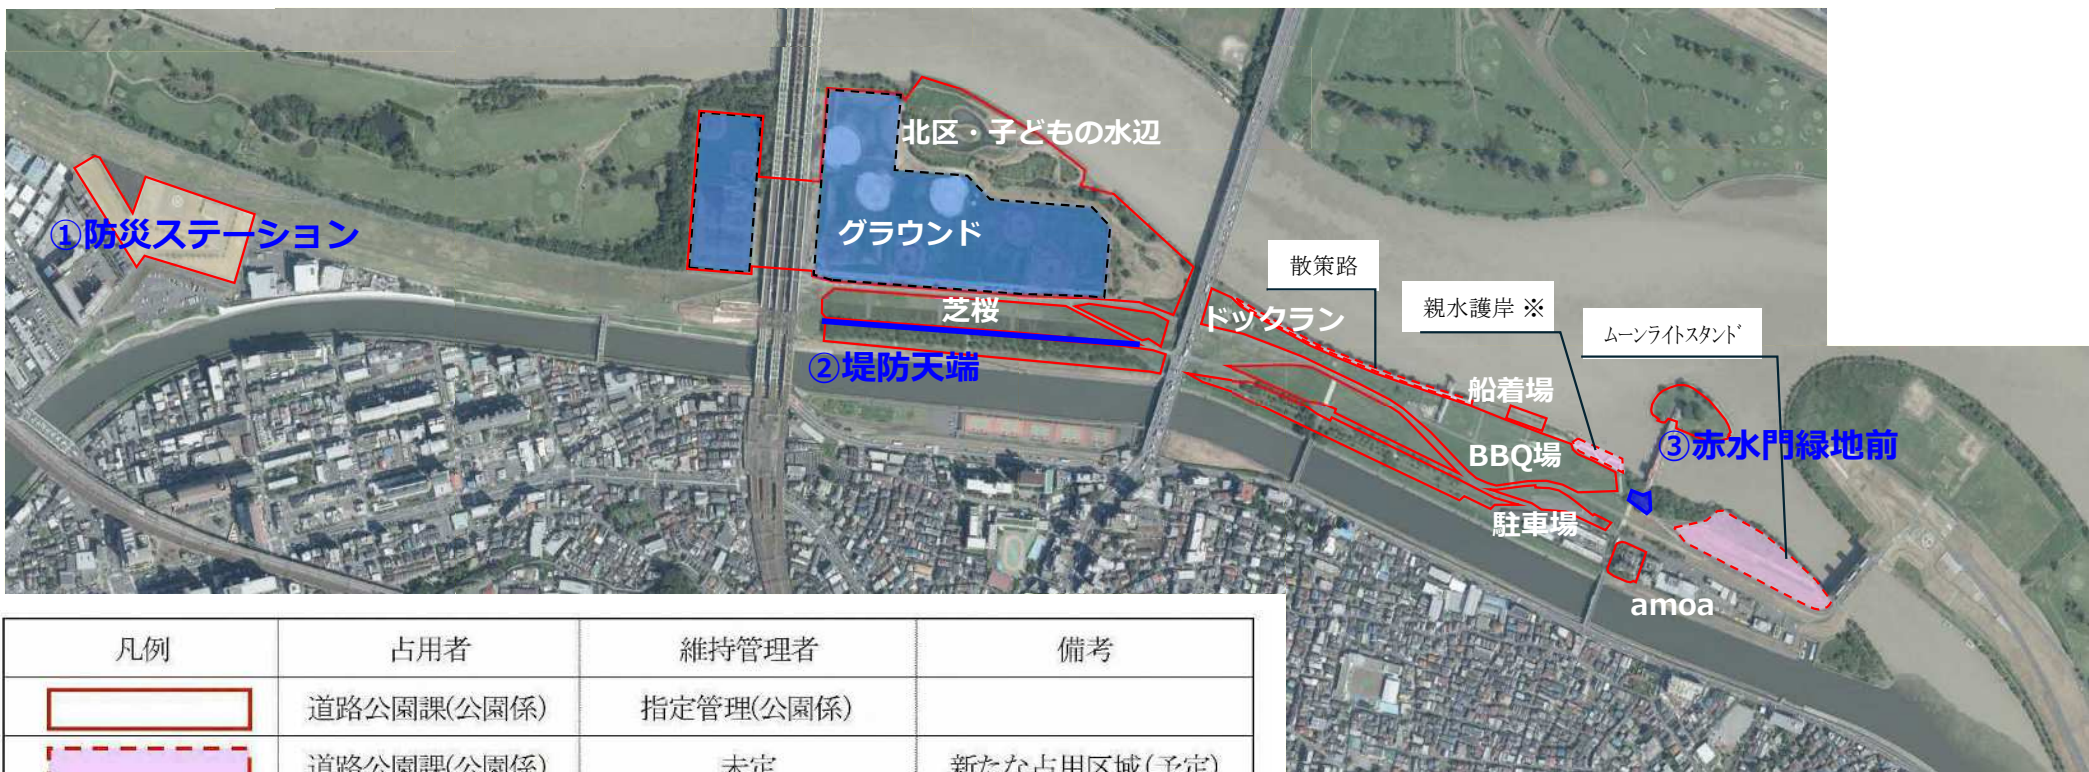 北区・子どもの水辺
①防災ステーション
グラウンド
散策路
親水護岸 ※
ムーンライトスタンド
芝桜
ドックラン
②堤防天端
船着場
③赤水門緑地前
BBQ場
駐車場
amoa
凡例 占用者 維持管理者 備考
道路公園課(公園係) 指定管理(公園係)
道路公園課(公園係) 未定 新たな占用区域(予定)